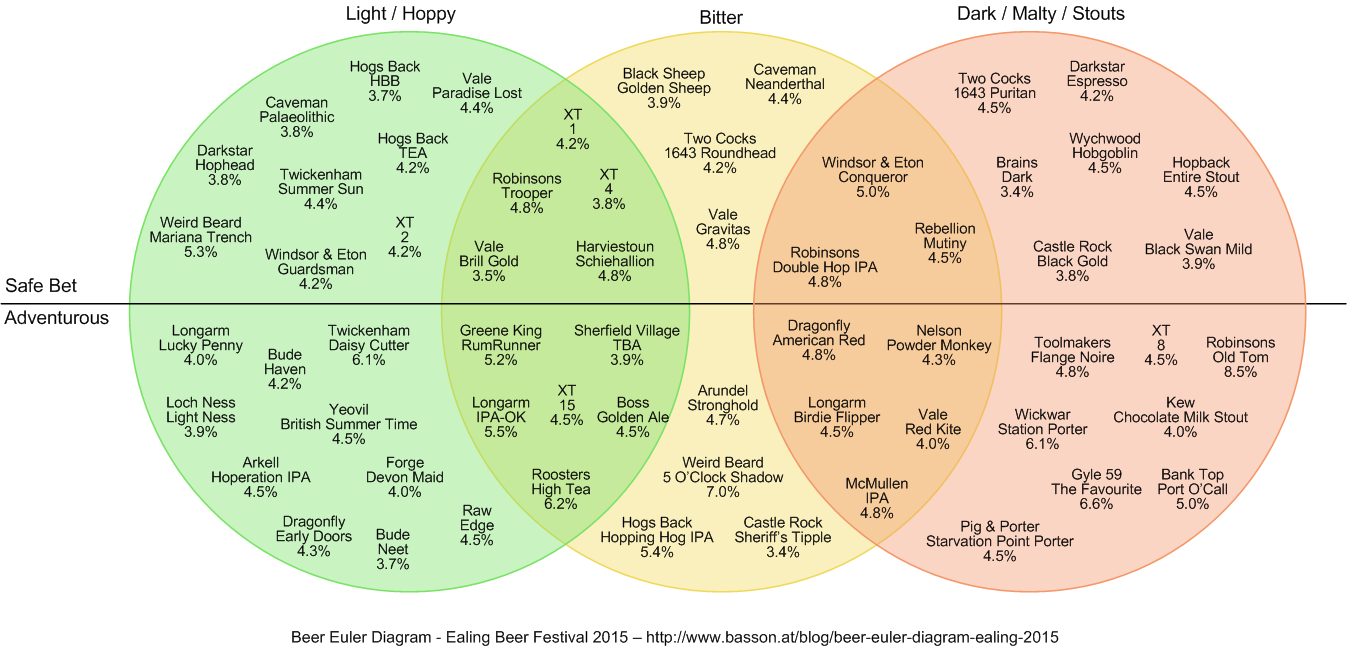 Light / Hoppy
Bitter
Dark / Malty / Stouts
Hogs Back
HBB
3.7%
Vale
Paradise Lost
4.4%
Caveman
Palaeolithic
3.8%
Hogs Back
TEA
4.2%
Darkstar
Hophead
3.8%
Twickenham
Summer Sun
4.4%
Weird Beard
Mariana Trench
5.3%
XT
2
4.2%
Windsor & Eton
Guardsman
4.2%
XT
1
4.2%
Robinsons
Trooper
4.8%
XT
4
3.8%
Vale
Brill Gold
3.5%
Harviestoun
Schiehallion
4.8%
Black Sheep
Golden Sheep
3.9%
Caveman
Neanderthal
4.4%
Two Cocks
1643 Roundhead
4.2%
Vale
Gravitas
4.8%
Windsor & Eton
Conqueror
5.0%
Rebellion
Mutiny
4.5%
Robinsons
Double Hop IPA
4.8%
Two Cocks
1643 Puritan
4.5%
Darkstar
Espresso
4.2%
Brains
Dark
3.4%
Wychwood
Hobgoblin
4.5%
Hopback
Entire Stout
4.5%
Castle Rock
Black Gold
3.8%
Vale
Black Swan Mild
3.9%
Safe Bet
Adventurous
Longarm
Lucky Penny
4.0%
Bude
Haven
4.2%
Twickenham
Daisy Cutter
6.1%
Loch Ness
Light Ness
3.9%
Yeovil
British Summer Time
4.5%
Arkell
Hoperation IPA
4.5%
Forge
Devon Maid
4.0%
Dragonfly
Early Doors
4.3%
Bude
Neet
3.7%
Raw
Edge
4.5%
Greene King
RumRunner
5.2%
Sherfield Village
TBA
3.9%
Longarm
IPA-OK
5.5%
XT
15
4.5%
Boss
Golden Ale
4.5%
Roosters
High Tea
6.2%
Arundel
Stronghold
4.7%
Weird Beard
5 O'Clock Shadow
7.0%
Hogs Back
Hopping Hog IPA
5.4%
Castle Rock
Sheriff's Tipple
3.4%
Dragonfly
American Red
4.8%
Nelson
Powder Monkey
4.3%
Longarm
Birdie Flipper
4.5%
Vale
Red Kite
4.0%
McMullen
IPA
4.8%
Toolmakers
Flange Noire
4.8%
XT
8
4.5%
Robinsons
Old Tom
8.5%
Wickwar
Station Porter
6.1%
Kew
Chocolate Milk Stout
4.0%
Gyle 59
The Favourite
6.6%
Bank Top
Port O'Call
5.0%
Pig & Porter
Starvation Point Porter
4.5%
Beer Euler Diagram - Ealing Beer Festival 2015 – http://www.basson.at/blog/beer-euler-diagram-ealing-2015